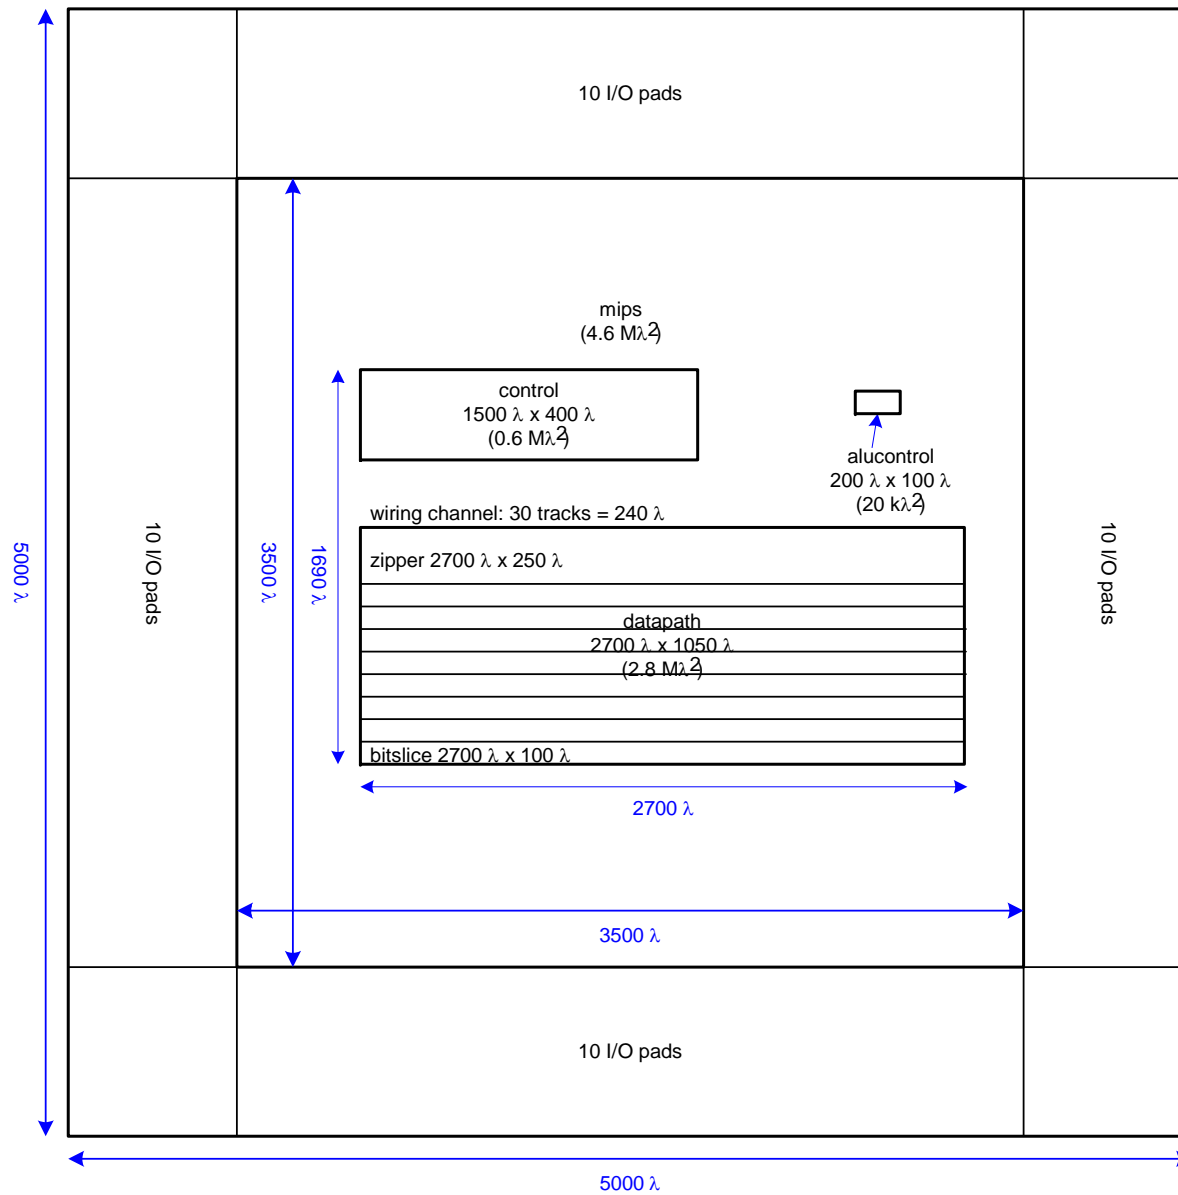 10 I/O pads
mips
(4.6 Mλ²)
control
1500 λ x 400 λ
(0.6 Mλ²)
alucontrol
200 λ x 100 λ
(20 kλ²)
wiring channel: 30 tracks = 240 λ
zipper 2700 λ x 250 λ
datapath
2700 λ x 1050 λ
(2.8 Mλ²)
bitslice 2700 λ x 100 λ
2700 λ
1690 λ
3500 λ
5000 λ
10 I/O pads
10 I/O pads
3500 λ
10 I/O pads
5000 λ